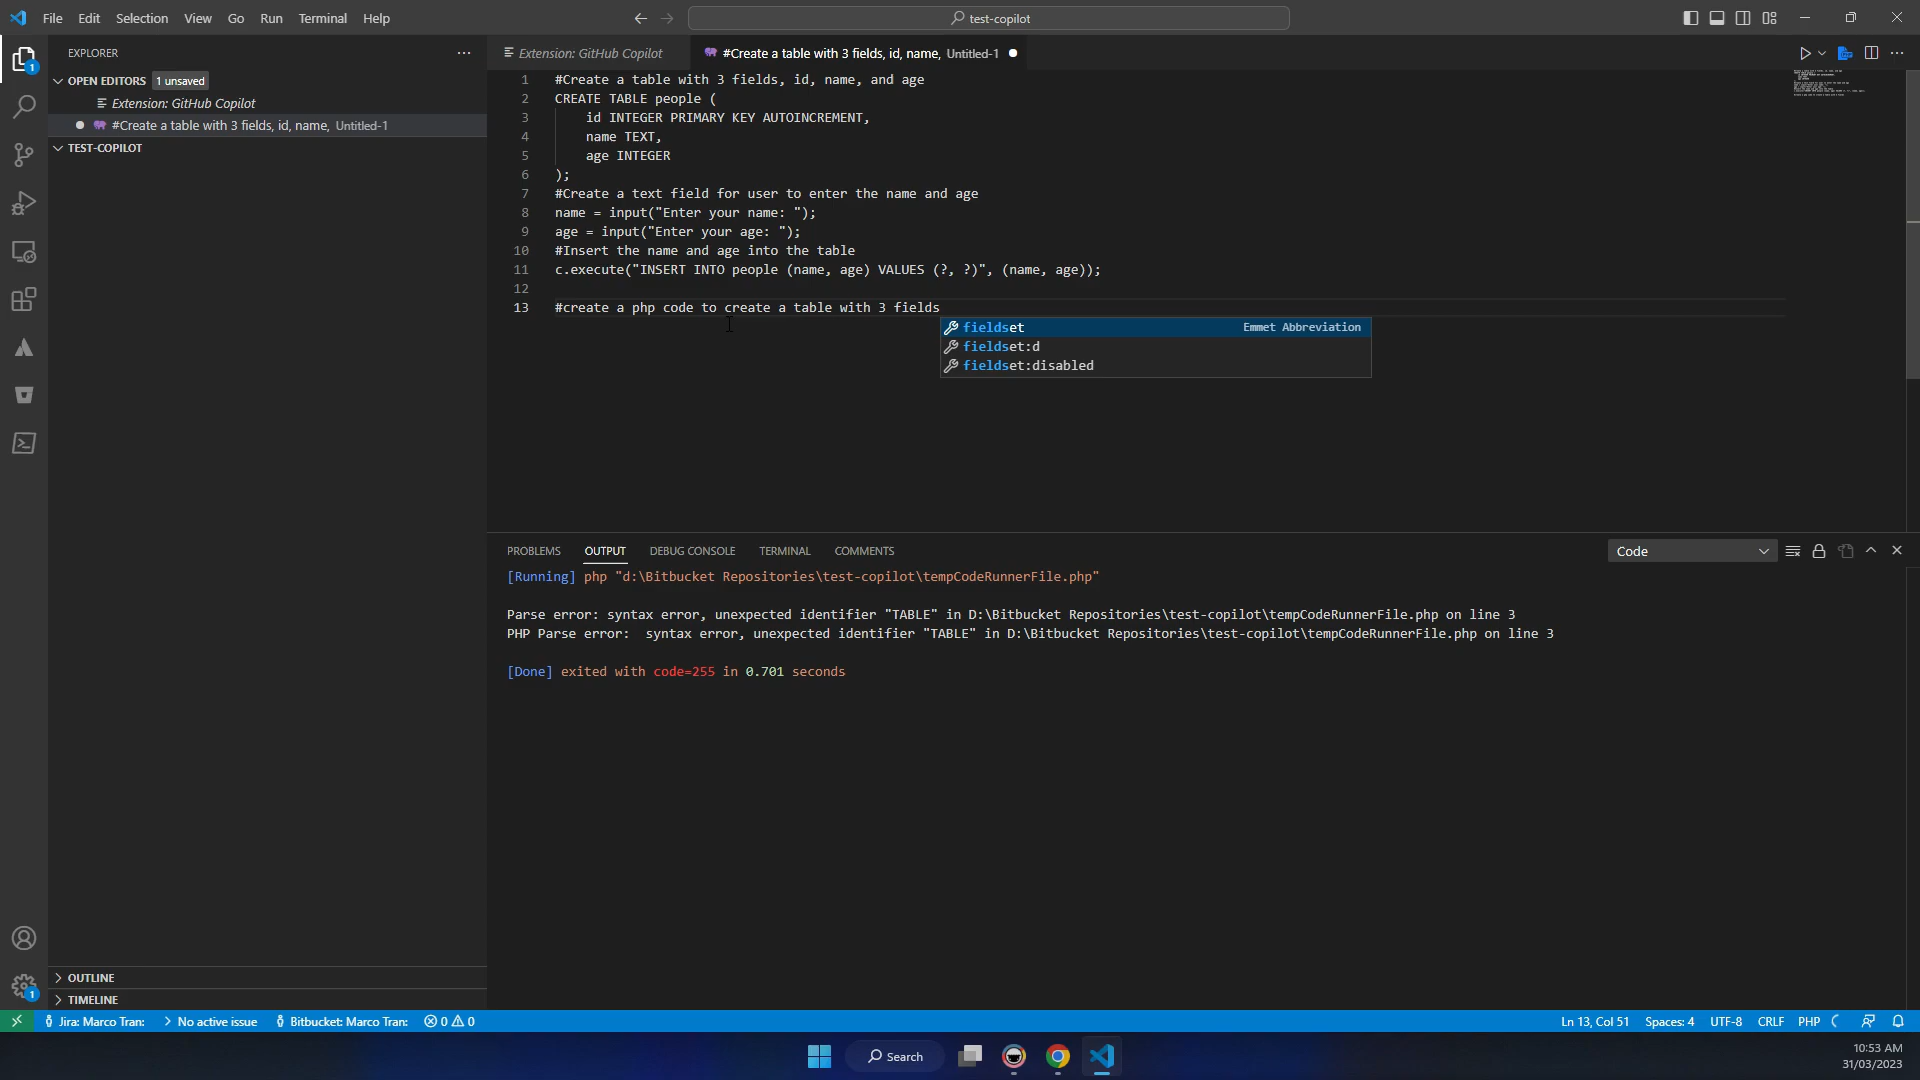 File Edit Selection View Go Run Terminal Help
test-copilot
EXPLORER
OPEN EDITORS 1 unsaved
Extension: GitHub Copilot
#Create a table with 3 fields, id, name, Untitled-1
TEST-COPILOT
OUTLINE
TIMELINE
Extension: GitHub Copilot
#Create a table with 3 fields, id, name, Untitled-1
1 #Create a table with 3 fields, id, name, and age
2 CREATE TABLE people (
3 id INTEGER PRIMARY KEY AUTOINCREMENT,
4 name TEXT,
5 age INTEGER
6 );
7 #Create a text field for user to enter the name and age
8 name = input("Enter your name: ");
9 age = input("Enter your age: ");
10 #Insert the name and age into the table
11 c.execute("INSERT INTO people (name, age) VALUES (?, ?)", (name, age));
12
13 #create a php code to create a table with 3 fields
fieldset Emmet Abbreviation
fieldset:d
fieldset:disabled
PROBLEMS OUTPUT DEBUG CONSOLE TERMINAL COMMENTS
Code
[Running] php "d:\Bitbucket Repositories\test-copilot\tempCodeRunnerFile.php"
Parse error: syntax error, unexpected identifier "TABLE" in D:\Bitbucket Repositories\test-copilot\tempCodeRunnerFile.php on line 3
PHP Parse error:  syntax error, unexpected identifier "TABLE" in D:\Bitbucket Repositories\test-copilot\tempCodeRunnerFile.php on line 3
[Done] exited with code=255 in 0.701 seconds
1
1
Jira: Marco Tran: No active issue Bitbucket: Marco Tran: 0 0
Ln 13, Col 51 Spaces: 4 UTF-8 CRLF PHP
Search
10:53 AM
31/03/2023